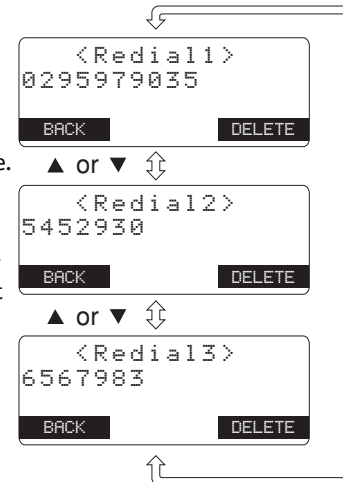 <Redial1>
0295979035
BACK DELETE
e. ▲ or ▼
<Redial2>
5452930
BACK DELETE
t
▲ or ▼
<Redial3>
6567983
BACK DELETE